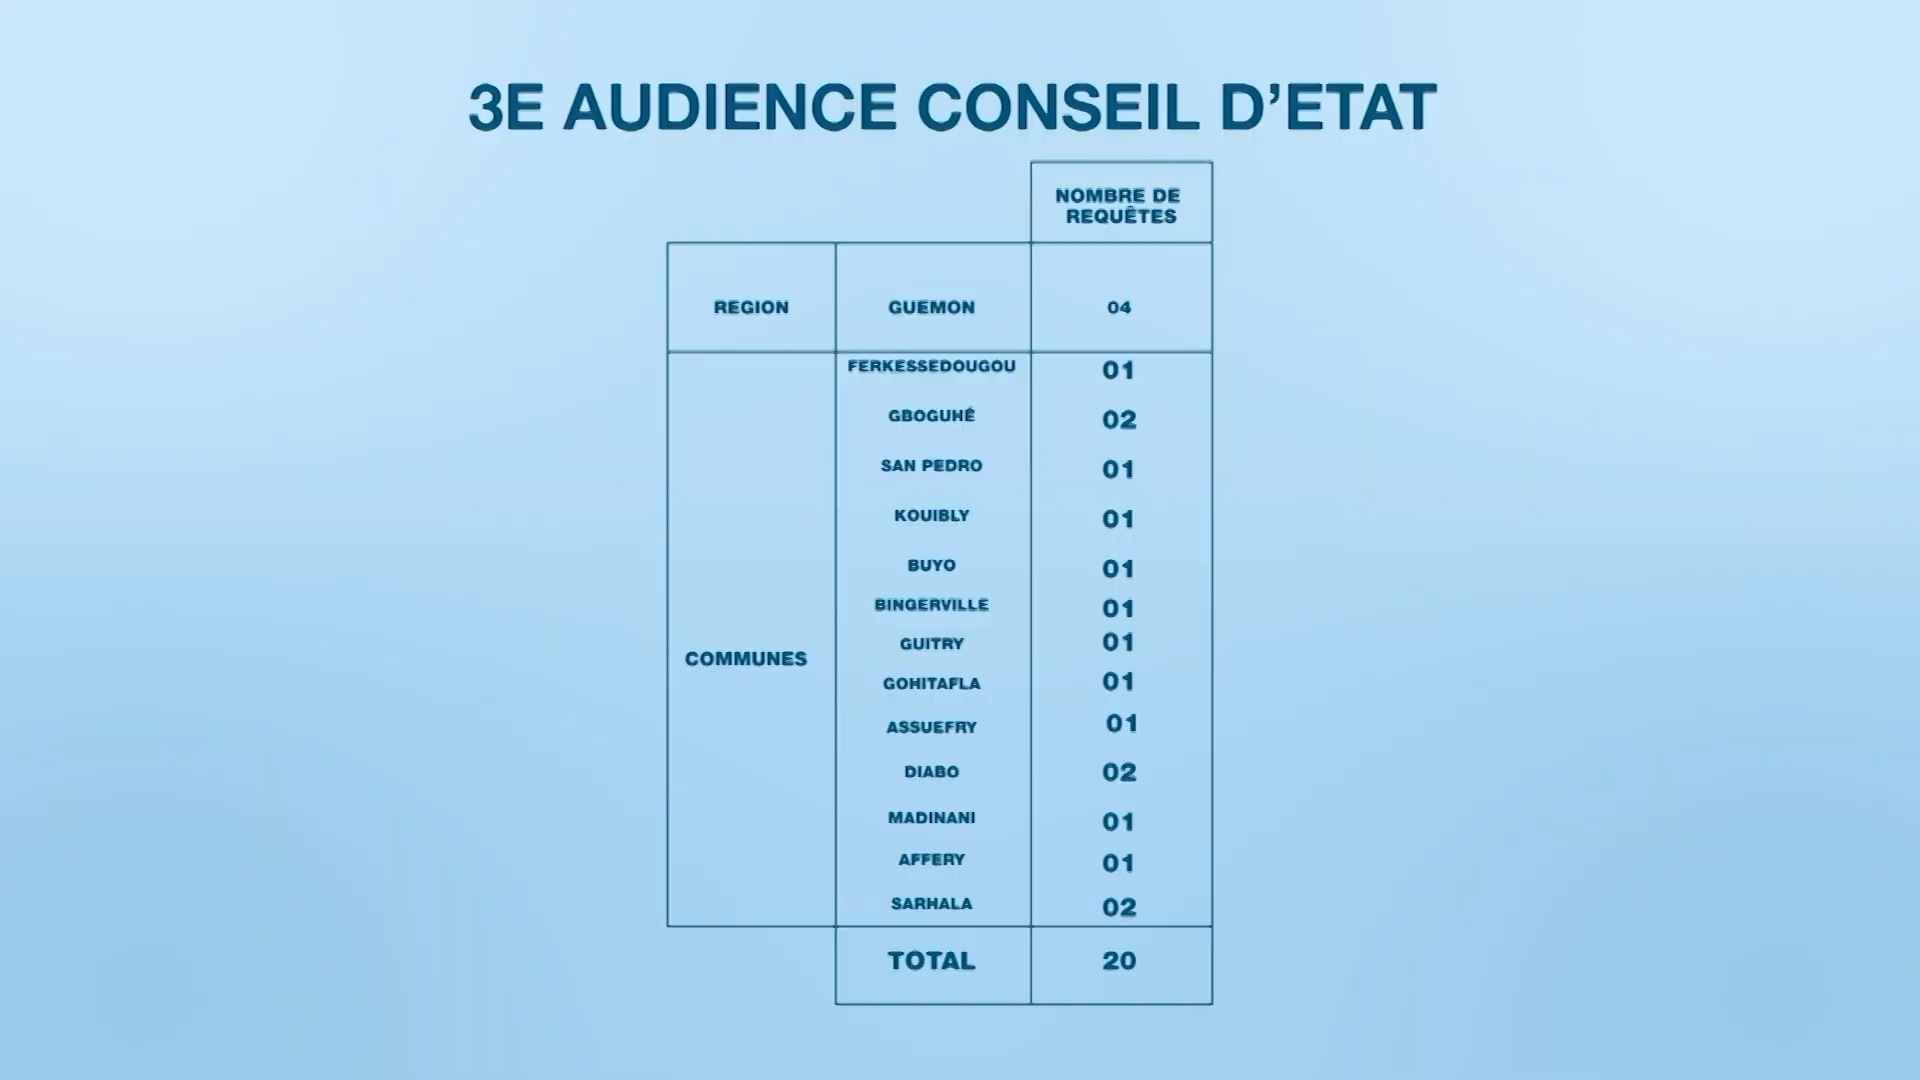 3E AUDIENCE CONSEIL D’ETAT
NOMBRE DE
REQUÊTES
REGION GUEMON 04
FERKESSEDOUGOU 01
GBOGUHÉ 02
SAN PEDRO 01
KOUIBLY 01
BUYO 01
BINGERVILLE 01
GUITRY 01
COMMUNES
GOHITAFLA 01
ASSUEFRY 01
DIABO 02
MADINANI 01
AFFERY 01
SARHALA 02
TOTAL 20